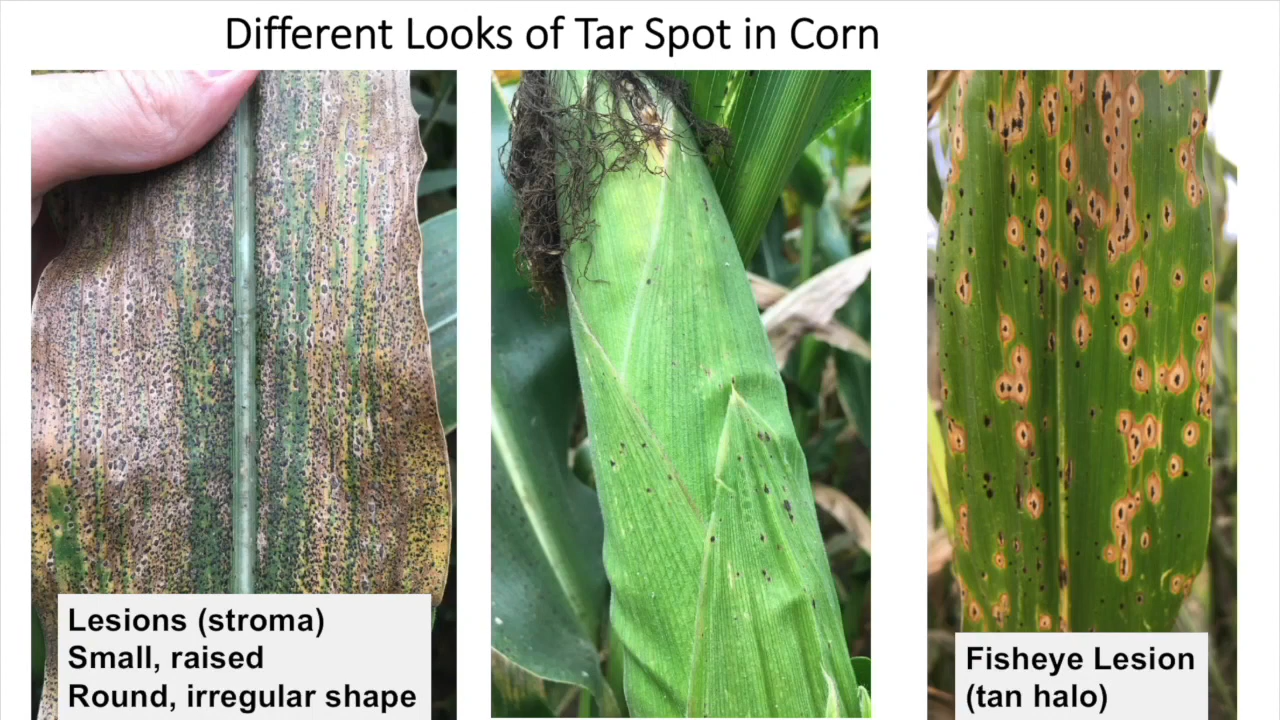 Different Looks of Tar Spot in Corn
Lesions (stroma)
Small, raised
Round, irregular shape
Fisheye Lesion
(tan halo)